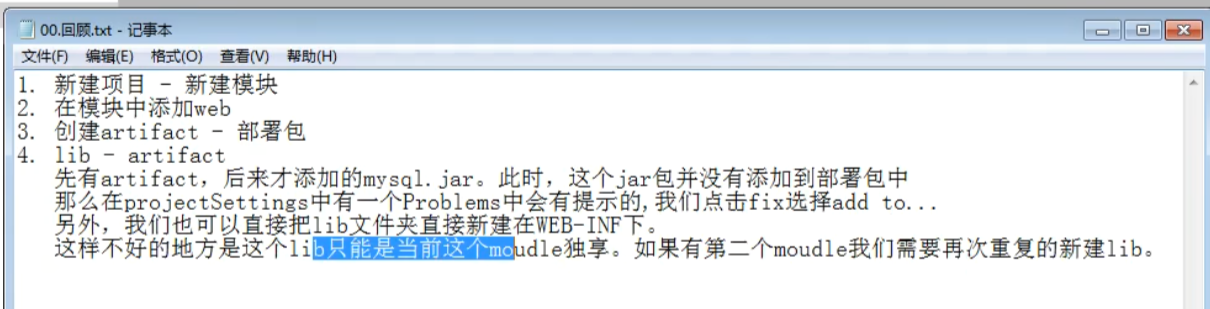 00.回顾.txt - 记事本
文件(F) 编辑(E) 格式(O) 查看(V) 帮助(H)
1. 新建项目 - 新建模块
2. 在模块中添加web
3. 创建artifact - 部署包
4. lib - artifact
先有artifact，后来才添加的mysql.jar。此时，这个jar包并没有添加到部署包中
那么在projectSettings中有一个Problems中会有提示的,我们点击fix选择add to...
另外，我们也可以直接把lib文件夹直接新建在WEB-INF下。
这样不好的地方是这个lib只能是当前这个moudle独享。如果有第二个moudle我们需要再次重复的新建lib。